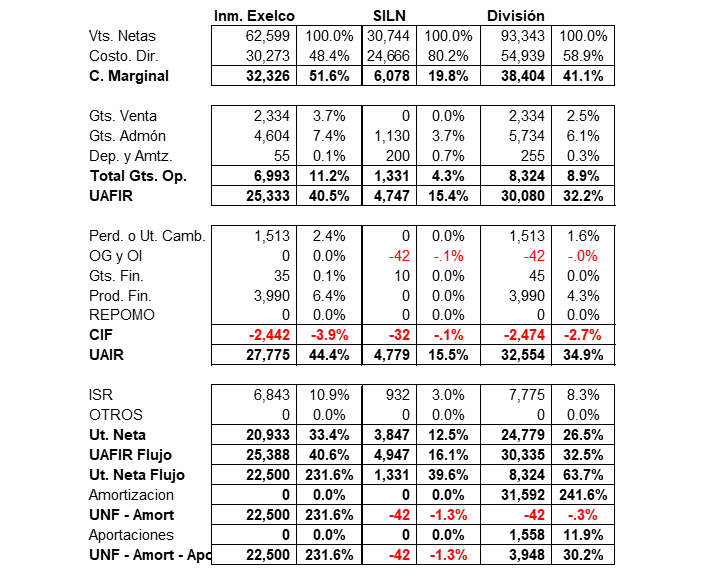 Inm. Exelco SILN División
Vts. Netas 62,599 100.0% 30,744 100.0% 93,343 100.0%
Costo. Dir. 30,273 48.4% 24,666 80.2% 54,939 58.9%
C. Marginal 32,326 51.6% 6,078 19.8% 38,404 41.1%
Gts. Venta 2,334 3.7% 0 0.0% 2,334 2.5%
Gts. Admón 4,604 7.4% 1,130 3.7% 5,734 6.1%
Dep. y Amtz. 55 0.1% 200 0.7% 255 0.3%
Total Gts. Op. 6,993 11.2% 1,331 4.3% 8,324 8.9%
UAFIR 25,333 40.5% 4,747 15.4% 30,080 32.2%
Perd. o Ut. Camb. 1,513 2.4% 0 0.0% 1,513 1.6%
OG y OI 0 0.0% -42 -.1% -42 -.0%
Gts. Fin. 35 0.1% 10 0.0% 45 0.0%
Prod. Fin. 3,990 6.4% 0 0.0% 3,990 4.3%
REPOMO 0 0.0% 0 0.0% 0 0.0%
CIF -2,442 -3.9% -32 -.1% -2,474 -2.7%
UAIR 27,775 44.4% 4,779 15.5% 32,554 34.9%
ISR 6,843 10.9% 932 3.0% 7,775 8.3%
OTROS 0 0.0% 0 0.0% 0 0.0%
Ut. Neta 20,933 33.4% 3,847 12.5% 24,779 26.5%
UAFIR Flujo 25,388 40.6% 4,947 16.1% 30,335 32.5%
Ut. Neta Flujo 22,500 231.6% 1,331 39.6% 8,324 63.7%
Amortizacion 0 0.0% 0 0.0% 31,592 241.6%
UNF - Amort 22,500 231.6% -42 -1.3% -42 -.3%
Aportaciones 0 0.0% 0 0.0% 1,558 11.9%
UNF - Amort - Apo 22,500 231.6% -42 -1.3% 3,948 30.2%